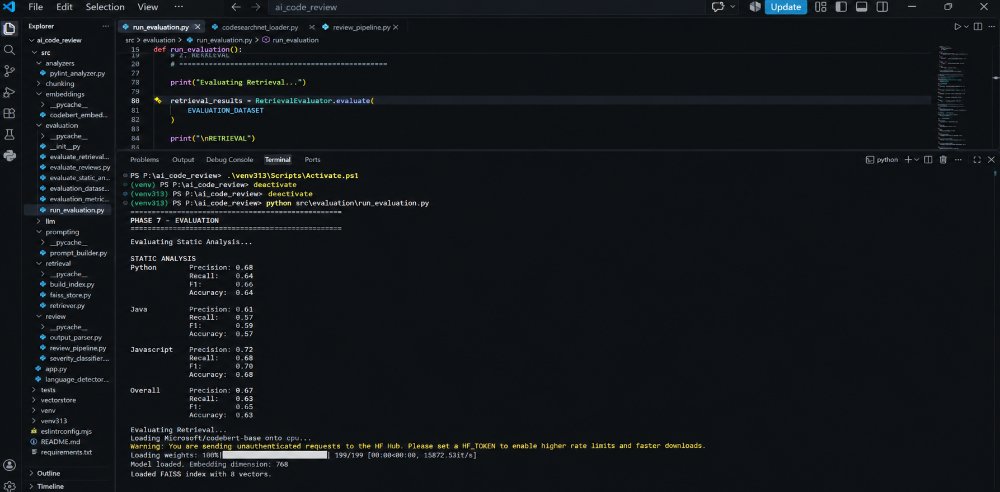 File Edit Selection View ··· ai_code_review Update
Explorer ···
ai_code_review
src
analyzers
pylint_analyzer.py
chunking
embeddings
__pycache__
codebert_embed...
evaluation
__pycache__
__init__py
evaluate_retrieval...
evaluate_reviews.py
evaluate_static_an...
evaluation_datase...
evaluation_metric...
run_evaluation.py
llm
prompting
__pycache__
prompt_builder.py
retrieval
__pycache__
build_index.py
faiss_store.py
retriever.py
review
__pycache__
output_parser.py
review_pipeline.py
severity_classifier....
app.py
language_detector...
tests
vectorstore
venv
venv313
eslintrconfig.mjs
README.md
requirements.txt
Outline
Timeline
run_evaluation.py codesearchnet_loader.py review_pipeline.py
src > evaluation > run_evaluation.py > run_evaluation
15 def run_evaluation():
19 # 2. RERKLEVAL
20 # ================================================
27
78 print("Evaluating Retrieval...")
79
80 retrieval_results = RetrievalEvaluator.evaluate(
81 EVALUATION_DATASET
82 )
83
84 print("\nRETRIEVAL")
84
Problems Output Debug Console Terminal Ports python
PS P:\ai_code_review> .\venv313\Scripts\Activate.ps1
(venv) PS P:\ai_code_review> deectivate
(venv313) PS P:\ai_code_review> deectivate
(venv313) PS P:\ai_code_review> python src\evaluation\run_evaluation.py
==================================================
PHASE 7 - EVALUATION
==================================================
Evaluating Static Analysis...
STATIC ANALYSIS
Python Precision: 0.68
Recall: 0.64
F1: 0.66
Accuracy: 0.64
Java Precision: 0.61
Recall: 0.57
F1: 0.59
Accuracy: 0.57
Javascript Precision: 0.72
Recall: 0.68
F1: 0.70
Accuracy: 0.68
Overall Precision: 0.67
Recall: 0.63
F1: 0.65
Accuracy: 0.63
Evaluating Retrieval...
Loading Microsoft/codebert-base onto cpu...
Warning: You are sending unauthenticated requests to the HF Hub. Please set a HF_TOKEN to enable higher rate limits and faster downloads.
Loading weights: 100%| | 199/199 [00:00<00:00, 15872.53it/s]
Model loaded. Embedding dimension: 768
Loaded FAISS index with 8 vectors.